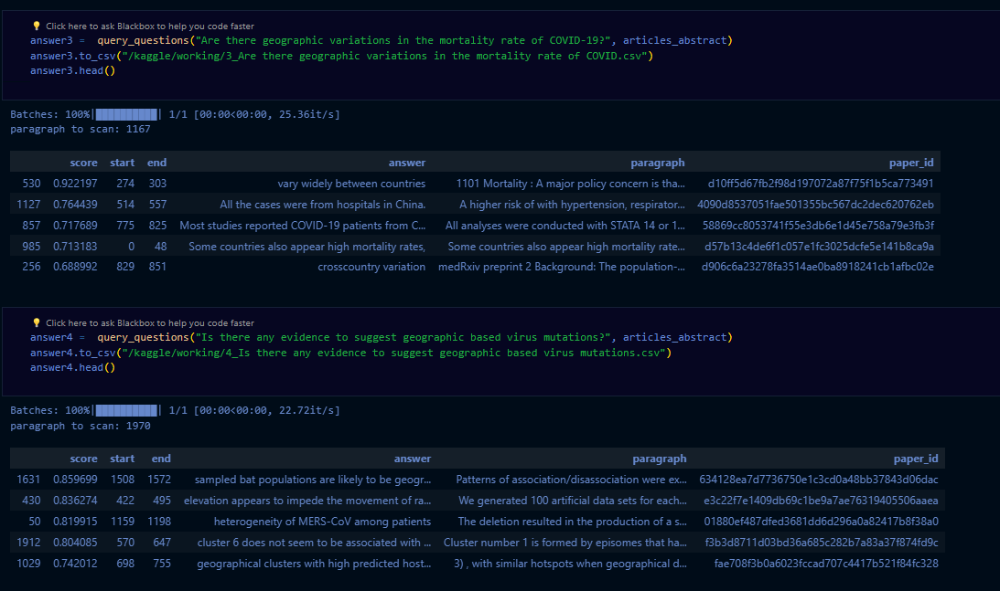 💡 Click here to ask Blackbox to help you code faster
answer3 = query_questions("Are there geographic variations in the mortality rate of COVID-19?", articles_abstract)
answer3.to_csv("/kaggle/working/3_Are there geographic variations in the mortality rate of COVID.csv")
answer3.head()
Batches: 100%|██████████| 1/1 [00:00<00:00, 25.36it/s]
paragraph to scan: 1167
score start end answer paragraph paper_id
530 0.922197 274 303 vary widely between countries 1101 Mortality : A major policy concern is tha... d10ff5d67fb2f98d197072a87f75f1b5ca773491
1127 0.764439 514 557 All the cases were from hospitals in China. A higher risk of with hypertension, respirator... 4090d8537051fae501355bc567dc2dec620762eb
857 0.717689 775 825 Most studies reported COVID-19 patients from C... All analyses were conducted with STATA 14 or 1... 58869cc8053741f55e3db6e1d45e758a79e3fb3f
985 0.713183 0 48 Some countries also appear high mortality rates, Some countries also appear high mortality rate... d57b13c4de6f1c057e1fc3025dcfe5e141b8ca9a
256 0.688992 829 851 crosscountry variation medRxiv preprint 2 Background: The population-... d906c6a23278fa3514ae0ba8918241cb1afbc02e
💡 Click here to ask Blackbox to help you code faster
answer4 = query_questions("Is there any evidence to suggest geographic based virus mutations?", articles_abstract)
answer4.to_csv("/kaggle/working/4_Is there any evidence to suggest geographic based virus mutations.csv")
answer4.head()
Batches: 100%|██████████| 1/1 [00:00<00:00, 22.72it/s]
paragraph to scan: 1970
score start end answer paragraph paper_id
1631 0.859699 1508 1572 sampled bat populations are likely to be geogr... Patterns of association/disassociation were ex... 634128ea7d7736750e1c3cd0a48bb37843d06dac
430 0.836274 422 495 elevation appears to impede the movement of ra... We generated 100 artificial data sets for each... e3c22f7e1409db69c1be9a7ae76319405506aaea
50 0.819915 1159 1198 heterogeneity of MERS-CoV among patients The deletion resulted in the production of a s... 01880ef487dfed3681dd6d296a0a82417b8f38a0
1912 0.804085 570 647 cluster 6 does not seem to be associated with ... Cluster number 1 is formed by episodes that ha... f3b3d8711d03bd36a685c282b7a83a37f874fd9c
1029 0.742012 698 755 geographical clusters with high predicted host... 3) , with similar hotspots when geographical d... fae708f3b0a6023fccad707c4417b521f84fc328